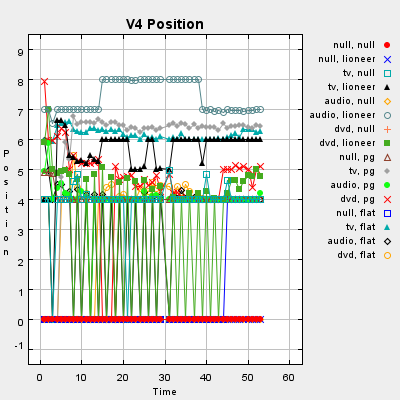 V4 Position
9
8
7
6
5
4
3
2
1
0
-1
Position
0
10
20
30
40
50
60
Time
null, null
null, lioneer
tv, null
tv, lioneer
audio, null
audio, lioneer
dvd, null
dvd, lioneer
null, pg
tv, pg
audio, pg
dvd, pg
null, flat
tv, flat
audio, flat
dvd, flat